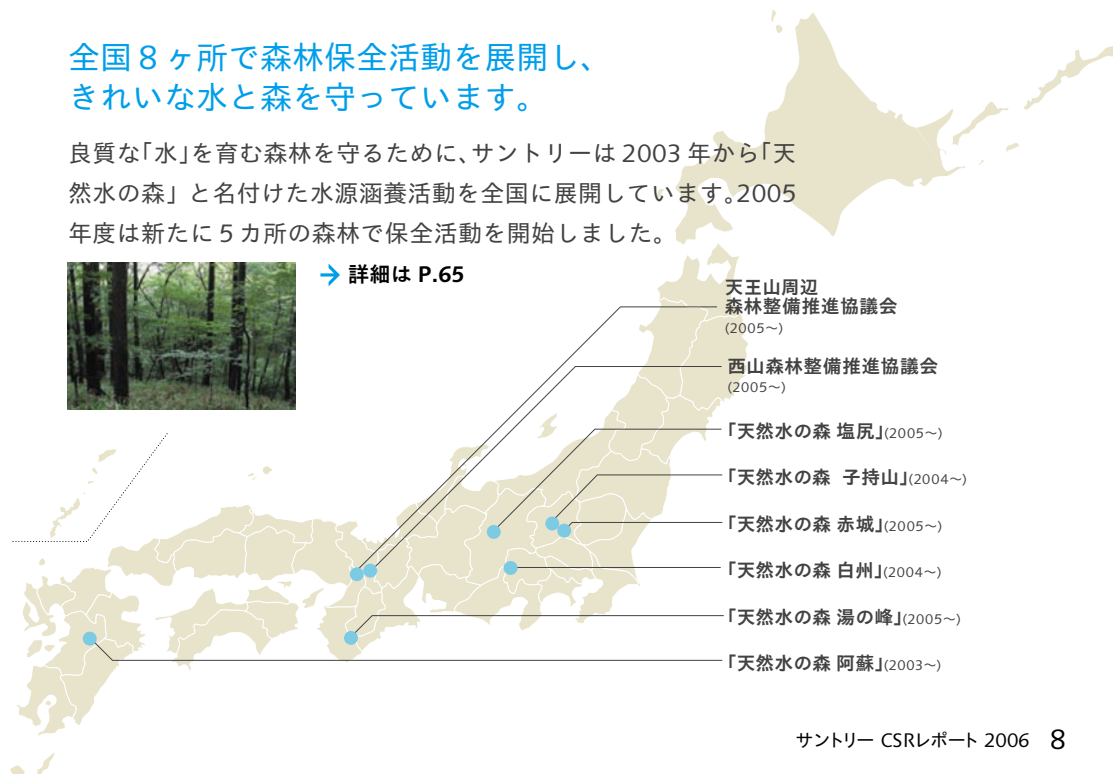 全国８ヶ所で森林保全活動を展開し、
きれいな水と森を守っています。
良質な「水」を育む森林を守るために、サントリーは 2003 年から「天
然水の森」と名付けた水源涵養活動を全国に展開しています。2005
年度は新たに５カ所の森林で保全活動を開始しました。
→ 詳細は P.65
天王山周辺
森林整備推進協議会
(2005〜)
西山森林整備推進協議会
(2005〜)
「天然水の森 塩尻」(2005〜)
「天然水の森 子持山」(2004〜)
「天然水の森 赤城」(2005〜)
「天然水の森 白州」(2004〜)
「天然水の森 湯の峰」(2005〜)
「天然水の森 阿蘇」(2003〜)
サントリー CSRレポート 2006 8